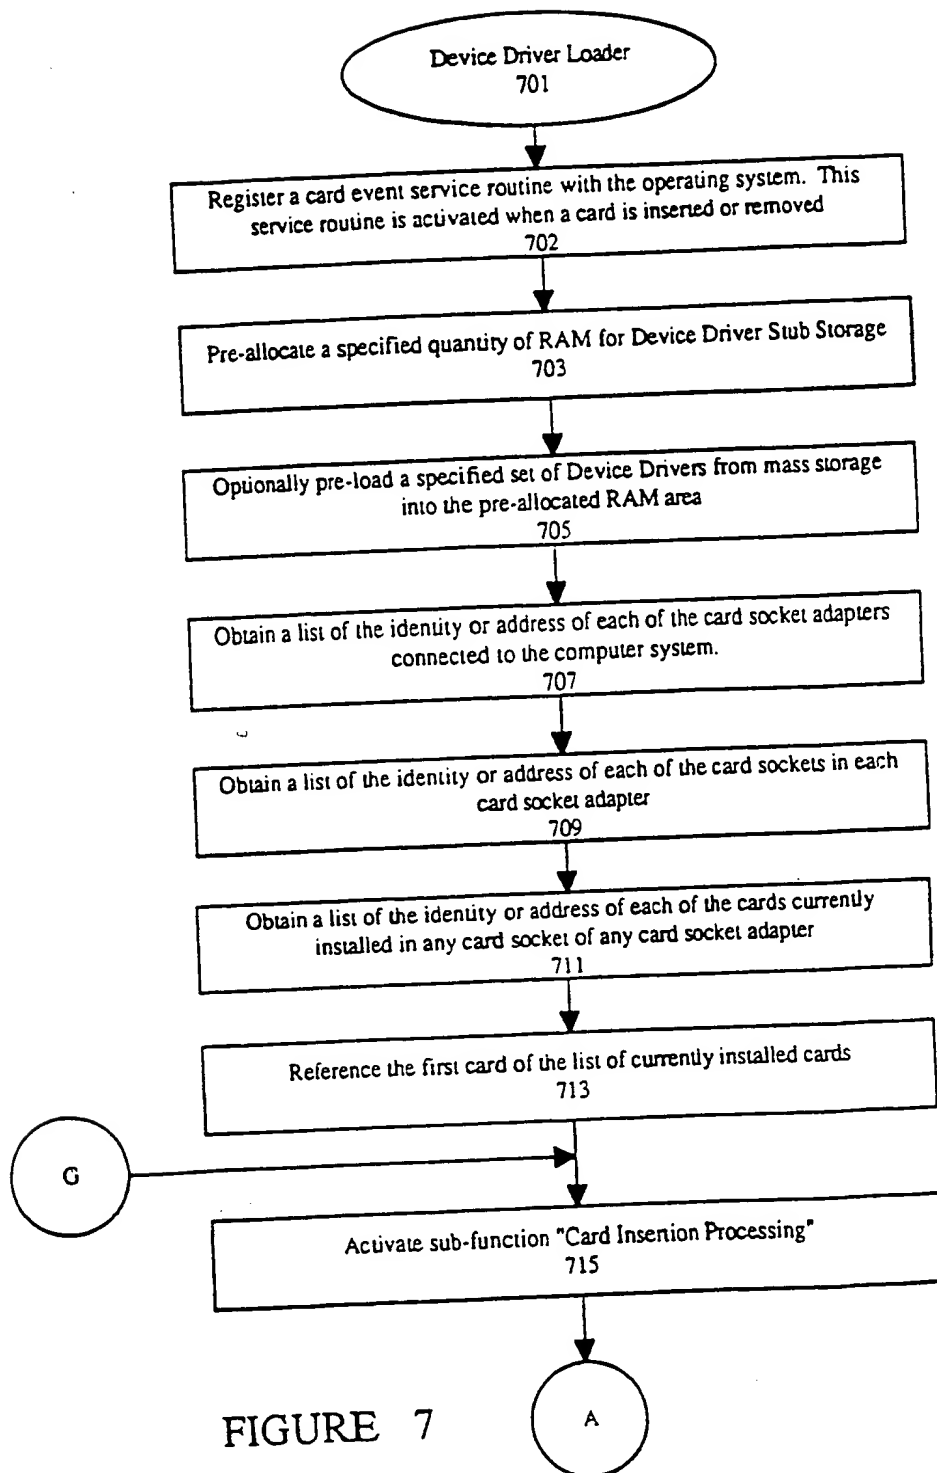 Device Driver Loader
701
Register a card event service routine with the operating system. This
service routine is activated when a card is inserted or removed
702
Pre-allocate a specified quantity of RAM for Device Driver Stub Storage
703
Optionally pre-load a specified set of Device Drivers from mass storage
into the pre-allocated RAM area
705
Obtain a list of the identity or address of each of the card socket adapters
connected to the computer system.
707
Obtain a list of the identity or address of each of the card sockets in each
card socket adapter
709
Obtain a list of the identity or address of each of the cards currently
installed in any card socket of any card socket adapter
711
Reference the first card of the list of currently installed cards
713
G
Activate sub-function "Card Insertion Processing"
715
A
FIGURE 7